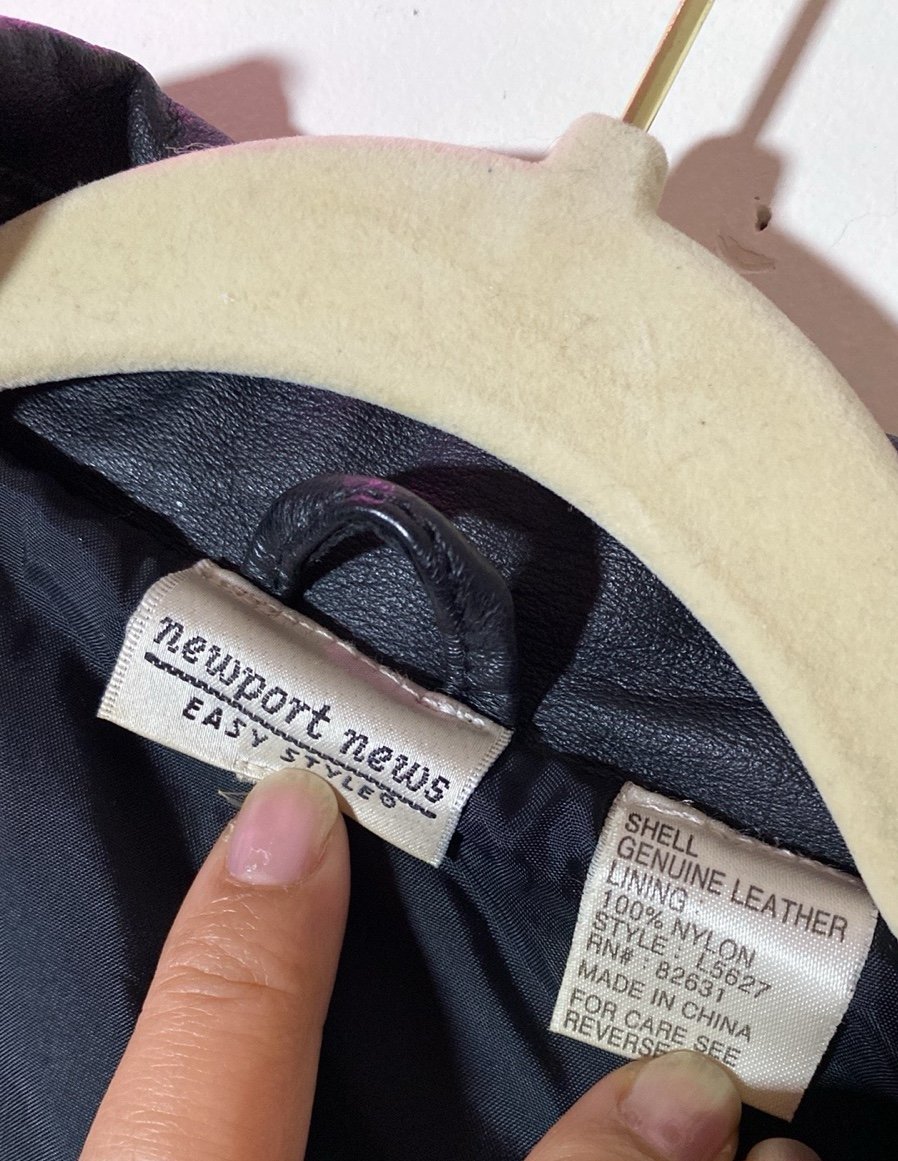 newport news
EASY STYLE®
SHELL
GENUINE LEATHER
LINING :
100% NYLON
STYLE : L5627
RN# : 82631
MADE IN CHINA
FOR CARE SEE
REVERSE